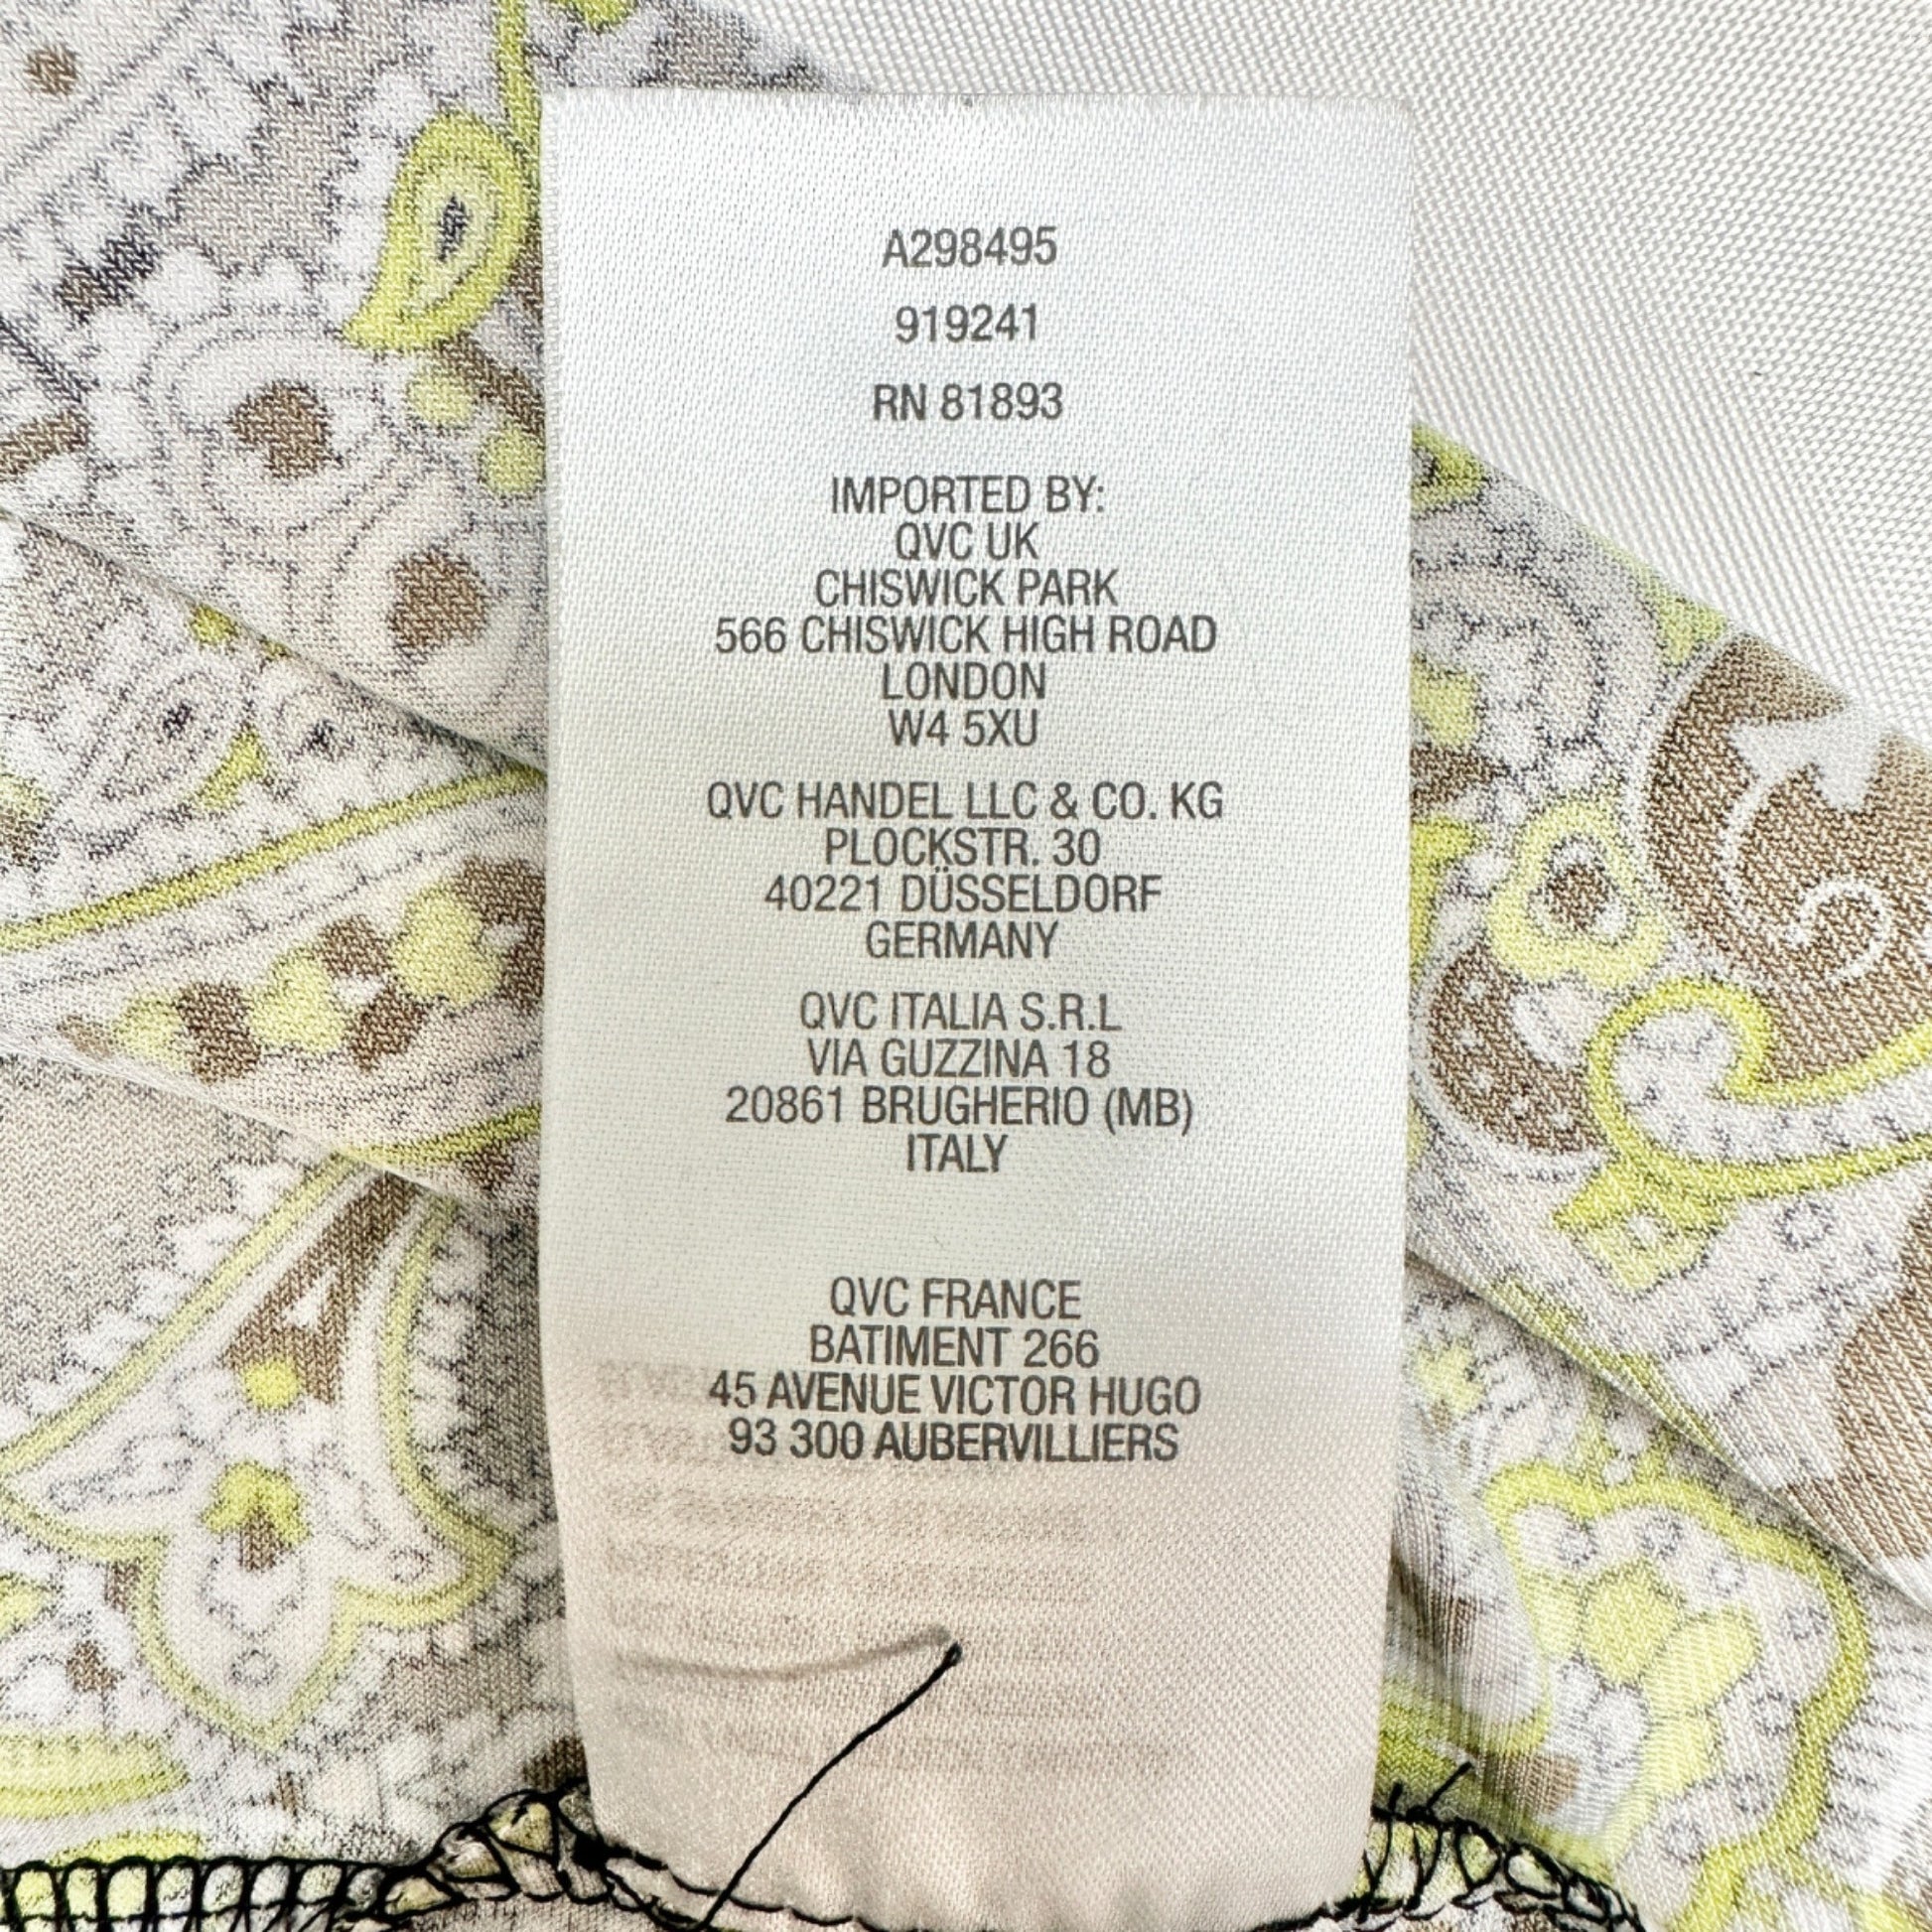 A298495
919241
RN 81893
IMPORTED BY:
QVC UK
CHISWICK PARK
566 CHISWICK HIGH ROAD
LONDON
W4 5XU
QVC HANDEL LLC & CO. KG
PLOCKSTR. 30
40221 DÜSSELDORF
GERMANY
QVC ITALIA S.R.L
VIA GUZZINA 18
20861 BRUGHERIO (MB)
ITALY
QVC FRANCE
BATIMENT 266
45 AVENUE VICTOR HUGO
93 300 AUBERVILLIERS